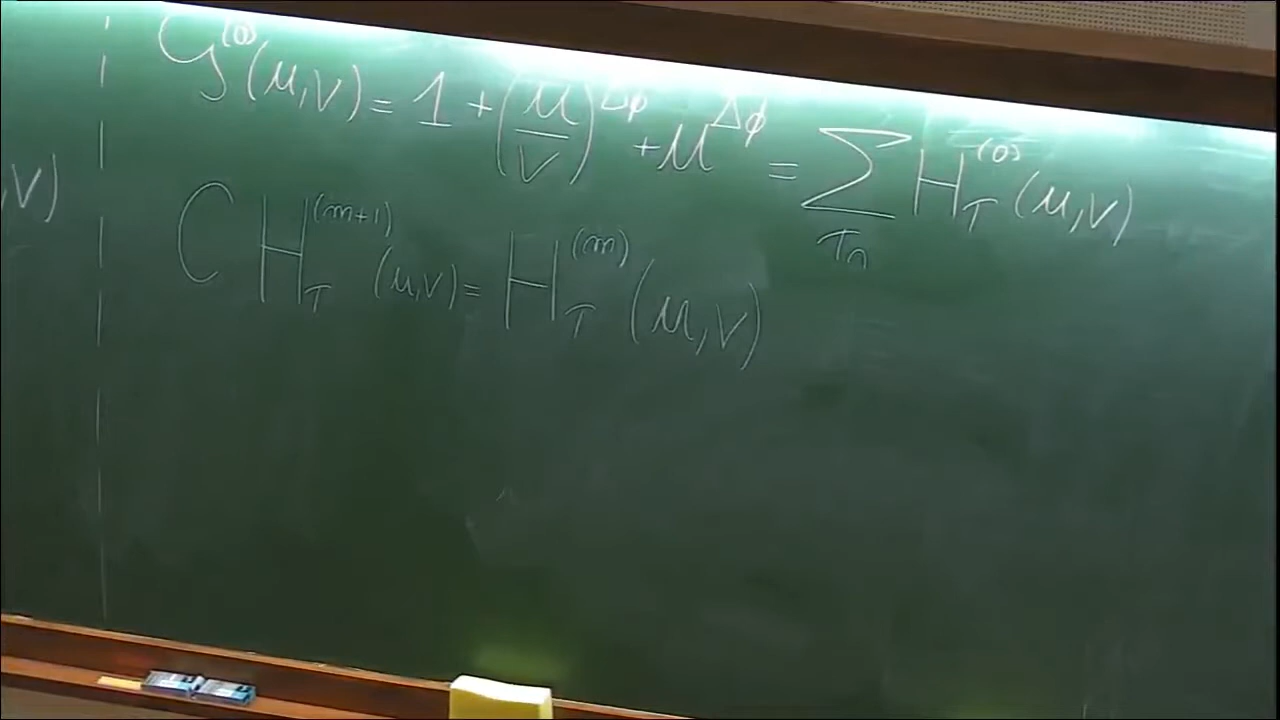 G^{(0)}(u,v) = 1 + (u/v)^{Δφ} + u^{Δφ} = Σ_{τ_n} H_τ^{(0)}(u,v)
,v)
C H_τ^{(m+1)}(u,v) = H_τ^{(m)}(u,v)